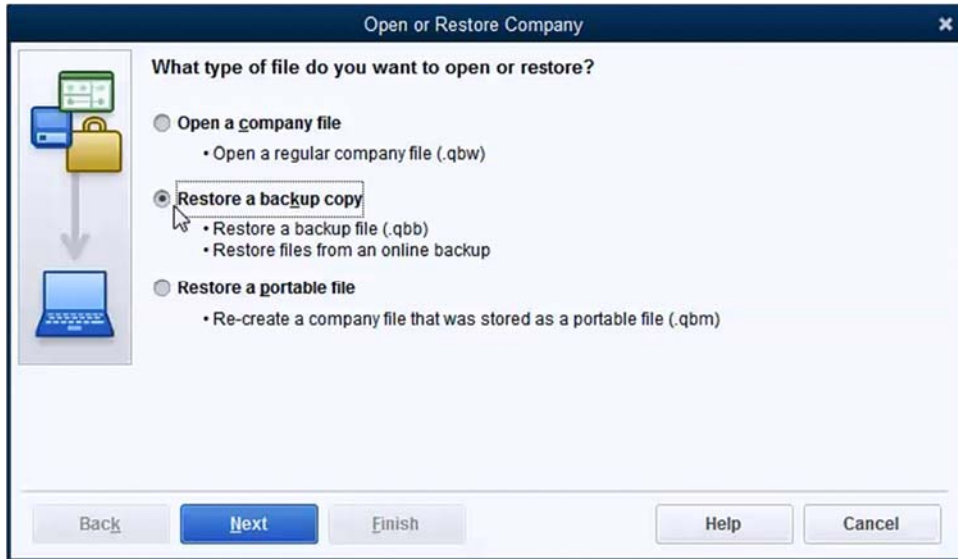 Open or Restore Company
What type of file do you want to open or restore?
Open a company file
• Open a regular company file (.qbw)
Restore a backup copy
• Restore a backup file (.qbb)
• Restore files from an online backup
Restore a portable file
• Re-create a company file that was stored as a portable file (.qbm)
Back
Next
Finish
Help
Cancel